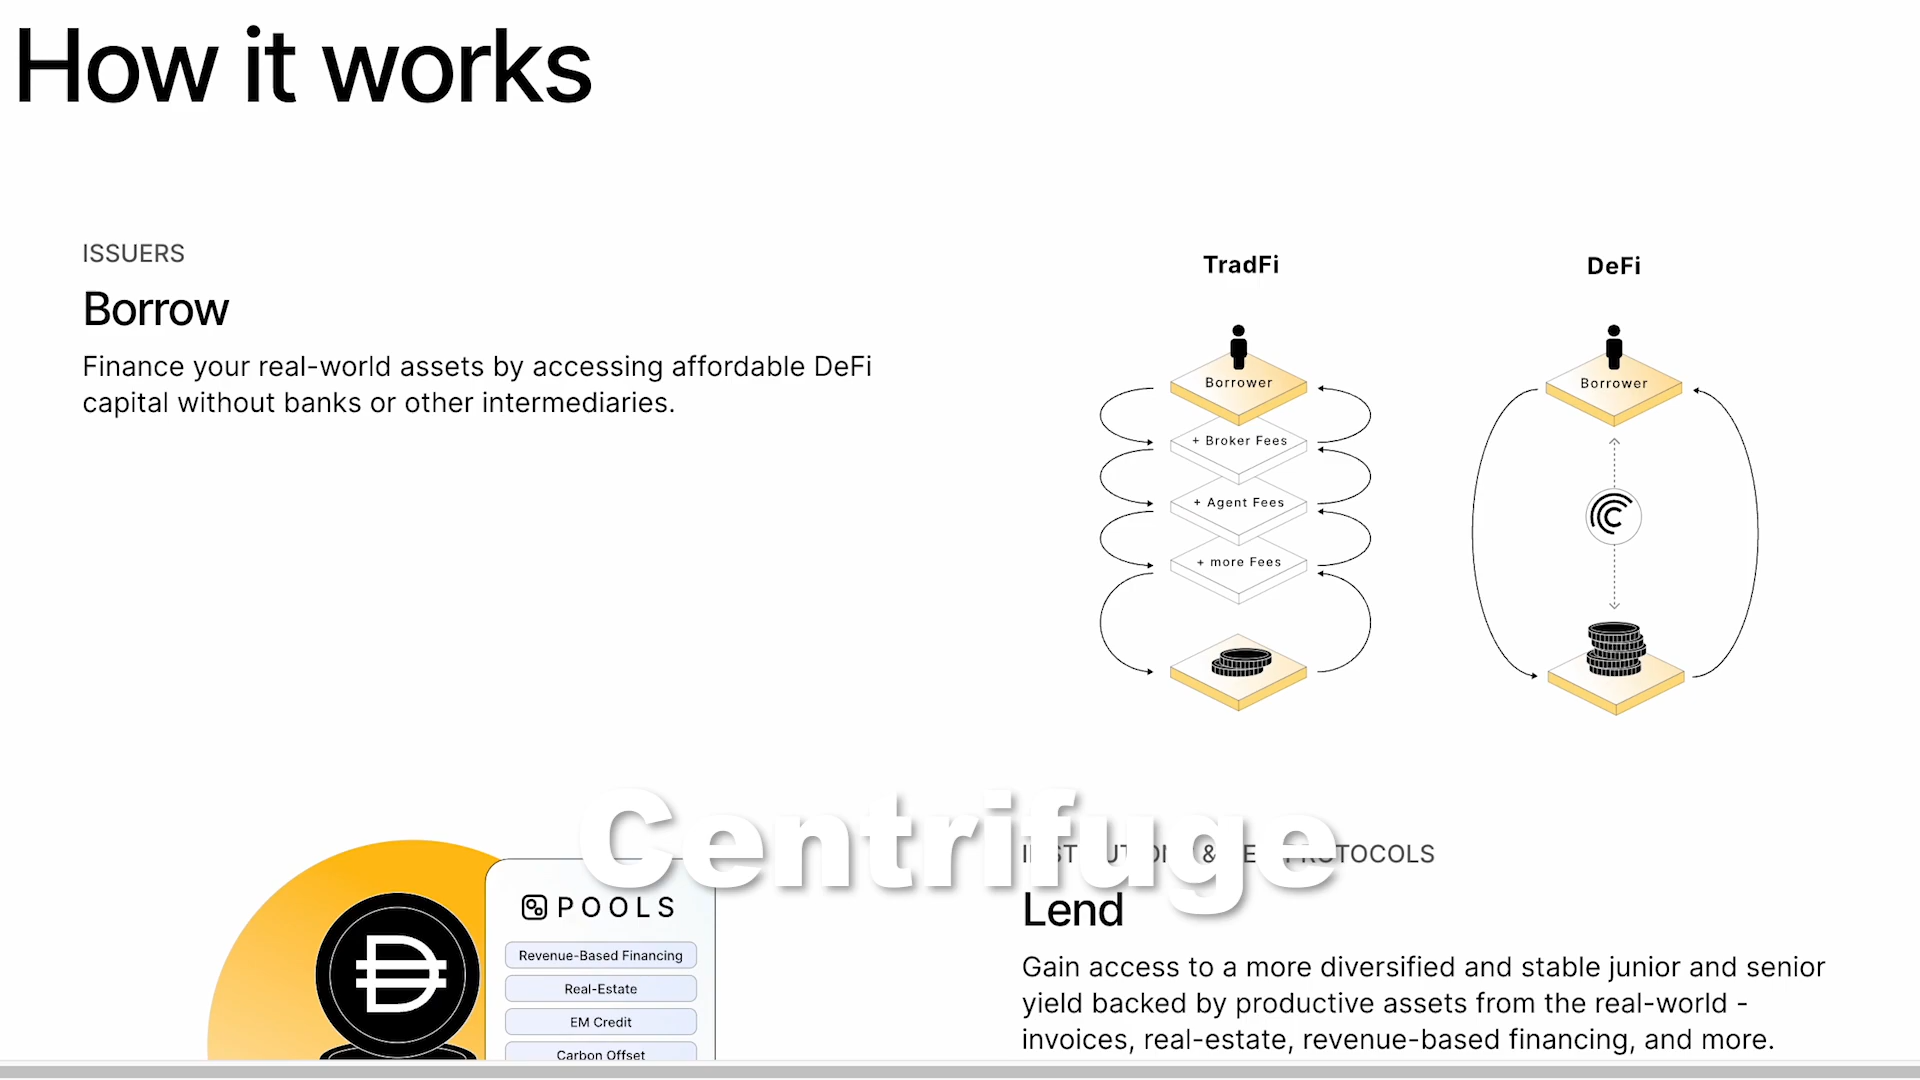 How it works
ISSUERS
Borrow
Finance your real-world assets by accessing affordable DeFi
capital without banks or other intermediaries.
TradFi
Borrower
+ Broker Fees
+ Agent Fees
+ more Fees
DeFi
Borrower
Centrifuge
POOLS
Revenue-Based Financing
Real-Estate
EM Credit
Carbon Offset
& PROTOCOLS
Lend
Gain access to a more diversified and stable junior and senior
yield backed by productive assets from the real-world -
invoices, real-estate, revenue-based financing, and more.